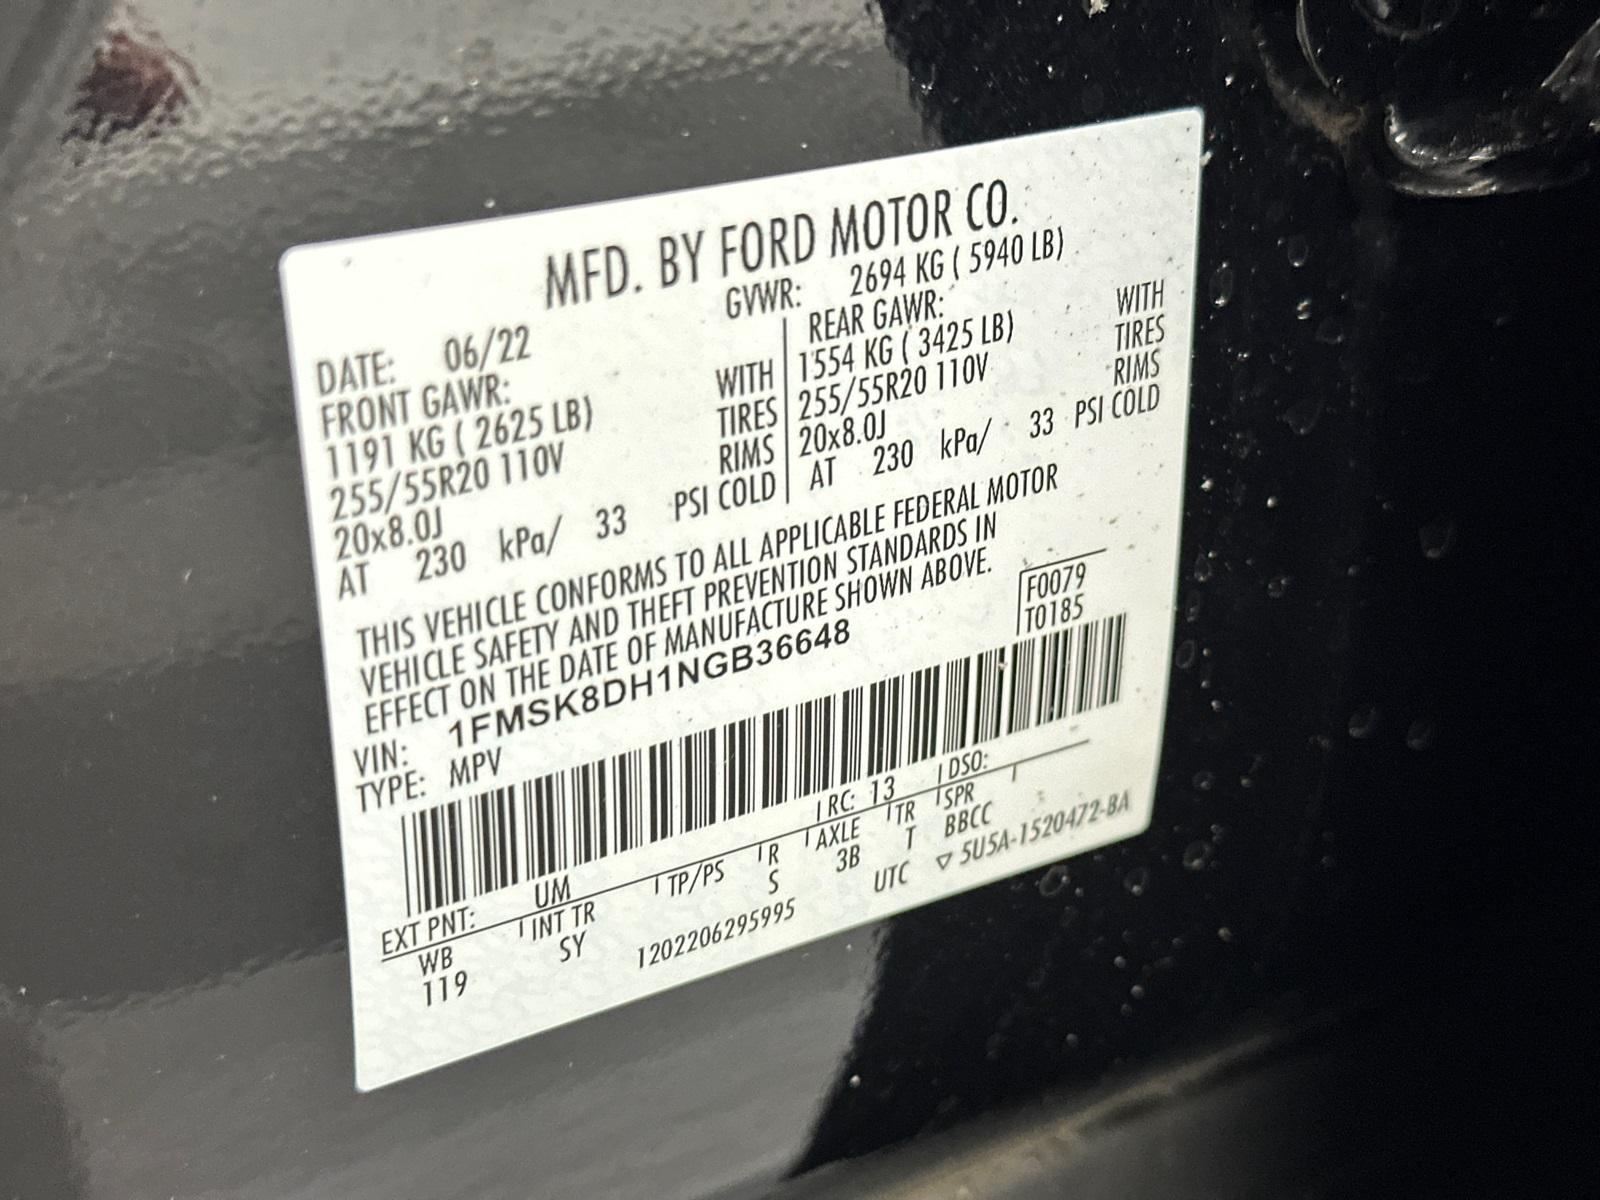 MFD. BY FORD MOTOR CO.
DATE: 06/22 GVWR: 2694 KG ( 5940 LB)
FRONT GAWR:
1191 KG ( 2625 LB) WITH
255/55R20 110V TIRES
20x8.0J RIMS
AT 230 kPa/ 33 PSI COLD
REAR GAWR:
1554 KG ( 3425 LB) WITH
255/55R20 110V TIRES
20x8.0J RIMS
AT 230 kPa/ 33 PSI COLD
THIS VEHICLE CONFORMS TO ALL APPLICABLE FEDERAL MOTOR
VEHICLE SAFETY AND THEFT PREVENTION STANDARDS IN
EFFECT ON THE DATE OF MANUFACTURE SHOWN ABOVE.
F0079
T0185
VIN: 1FMSK8DH1NGB36648
TYPE: MPV
EXT PNT: UM RC: 13 DSO:
WB INT TR TP/PS R AXLE TR SPR
119 SY S 3B T BBCC
1202206295995 UTC ▽ 5U5A-1520472-BA